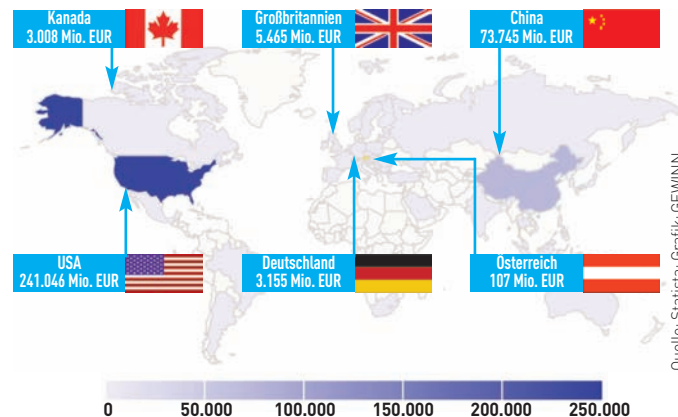 Kanada
3.008 Mio. EUR
Großbritannien
5.465 Mio. EUR
China
73.745 Mio. EUR
USA
241.046 Mio. EUR
Deutschland
3.155 Mio. EUR
Österreich
107 Mio. EUR
0 50.000 100.000 150.000 200.000 250.000
Quelle: Statista; Grafik: GEWINN